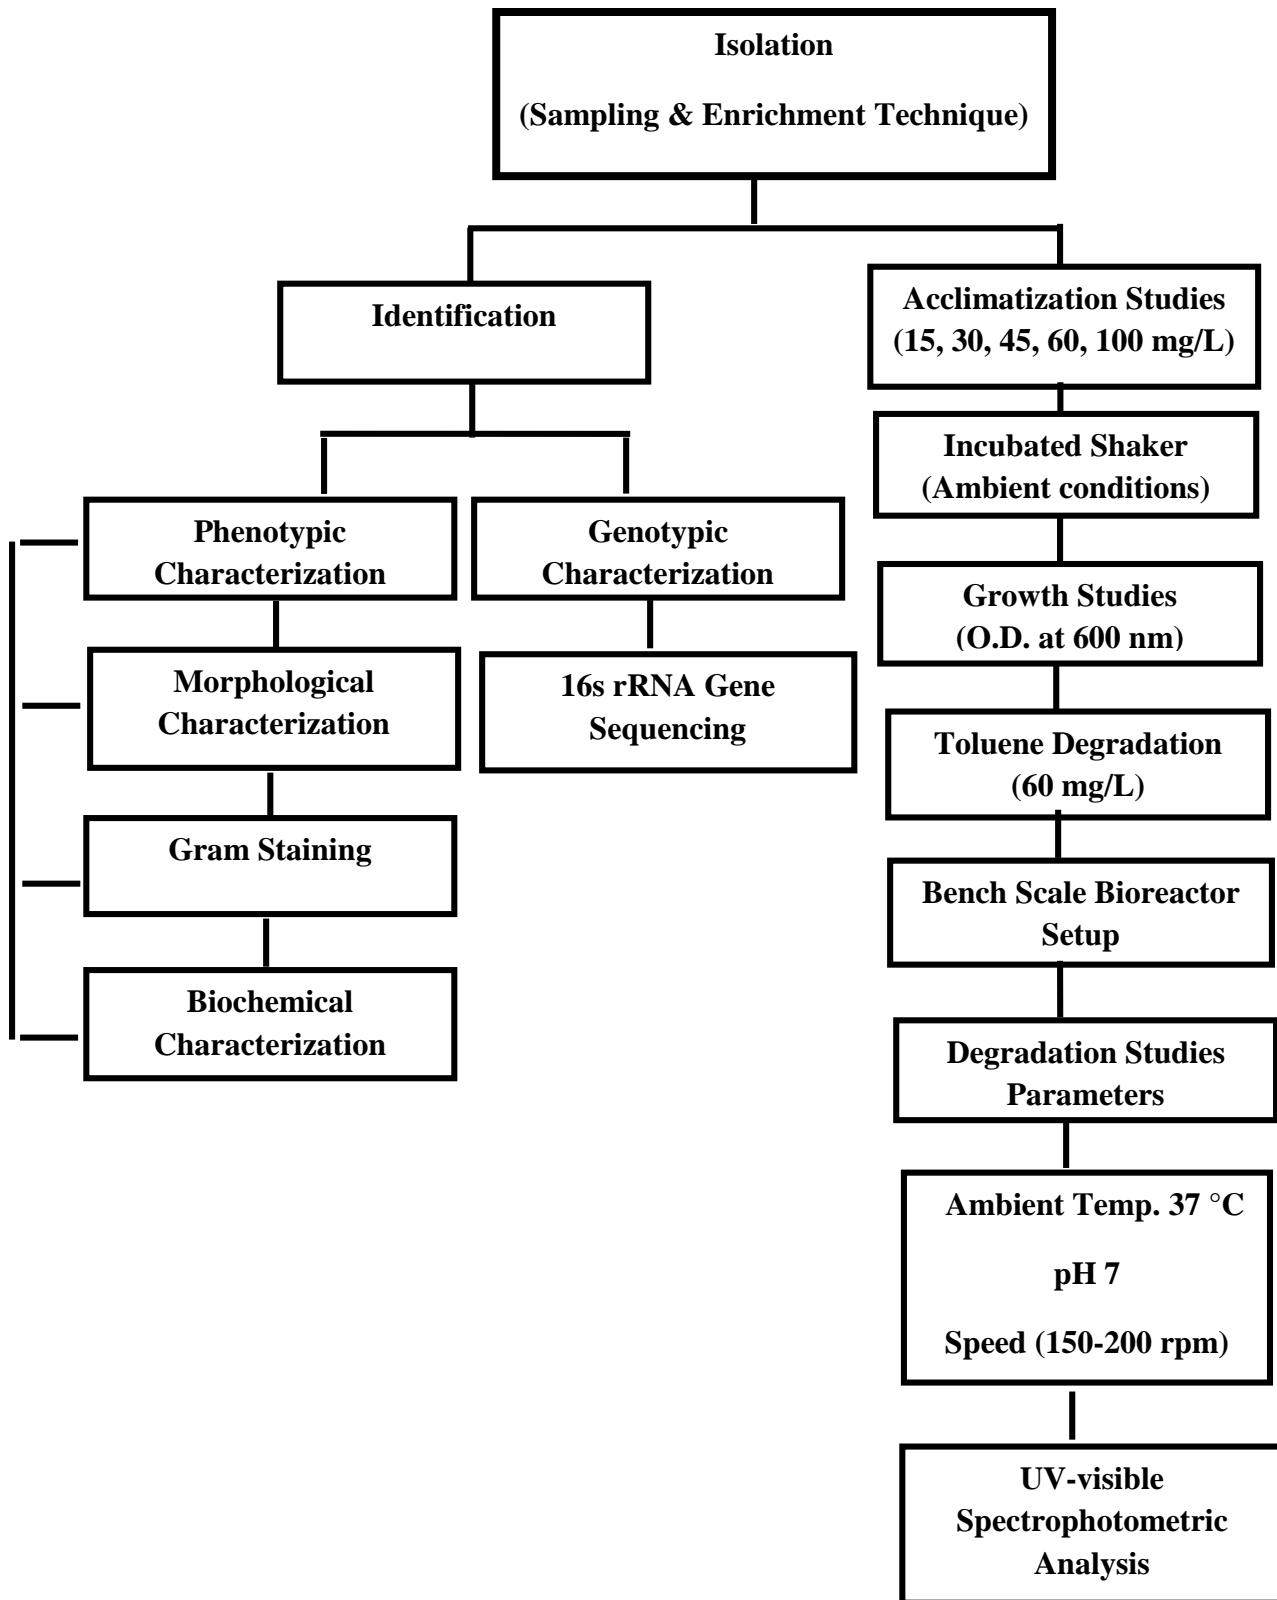 Isolation
(Sampling & Enrichment Technique)
Identification
Phenotypic
Characterization
Genotypic
Characterization
Morphological
Characterization
16s rRNA Gene
Sequencing
Gram Staining
Biochemical
Characterization
Acclimatization Studies
(15, 30, 45, 60, 100 mg/L)
Incubated Shaker
(Ambient conditions)
Growth Studies
(O.D. at 600 nm)
Toluene Degradation
(60 mg/L)
Bench Scale Bioreactor
Setup
Degradation Studies
Parameters
Ambient Temp. 37 °C
pH 7
Speed (150-200 rpm)
UV-visible
Spectrophotometric
Analysis